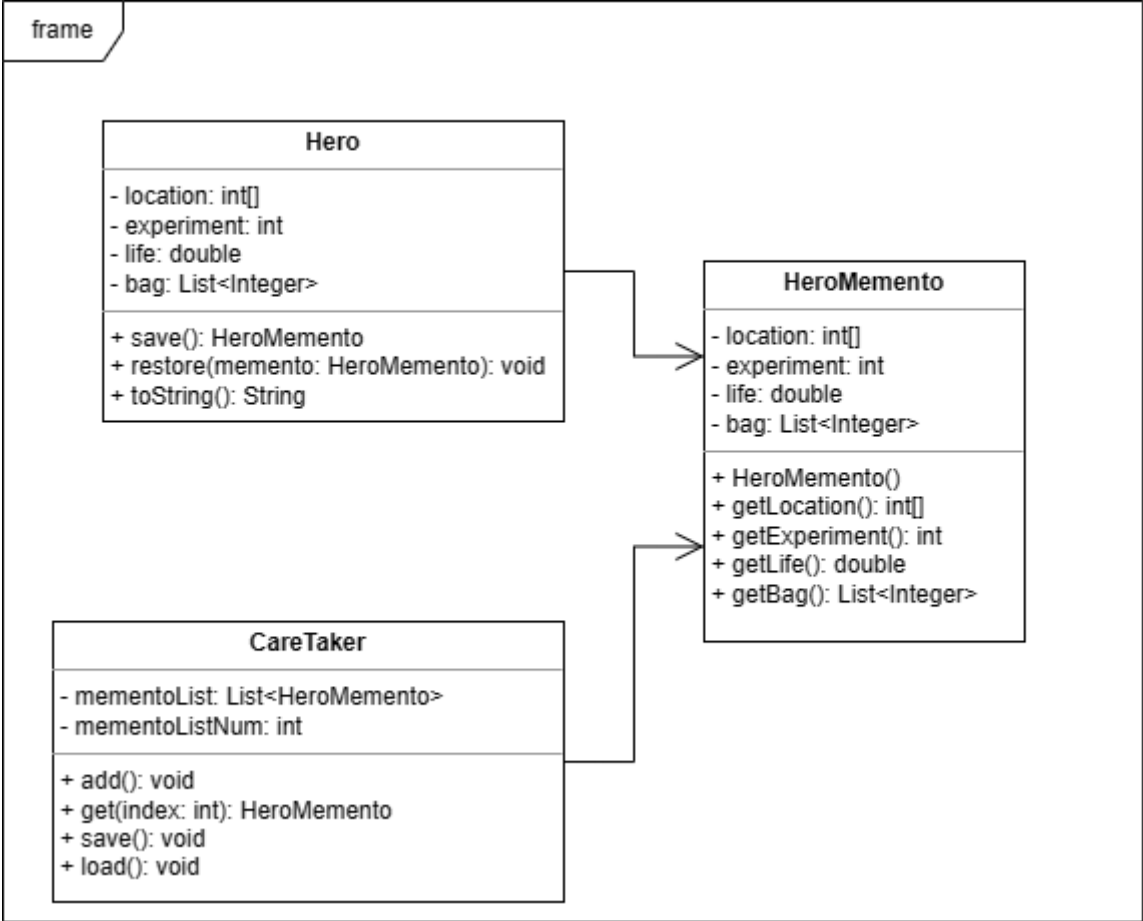 frame
Hero
- location: int[]
- experiment: int
- life: double
- bag: List<Integer>
+ save(): HeroMemento
+ restore(memento: HeroMemento): void
+ toString(): String
HeroMemento
- location: int[]
- experiment: int
- life: double
- bag: List<Integer>
+ HeroMemento()
+ getLocation(): int[]
+ getExperiment(): int
+ getLife(): double
+ getBag(): List<Integer>
CareTaker
- mementoList: List<HeroMemento>
- mementoListNum: int
+ add(): void
+ get(index: int): HeroMemento
+ save(): void
+ load(): void